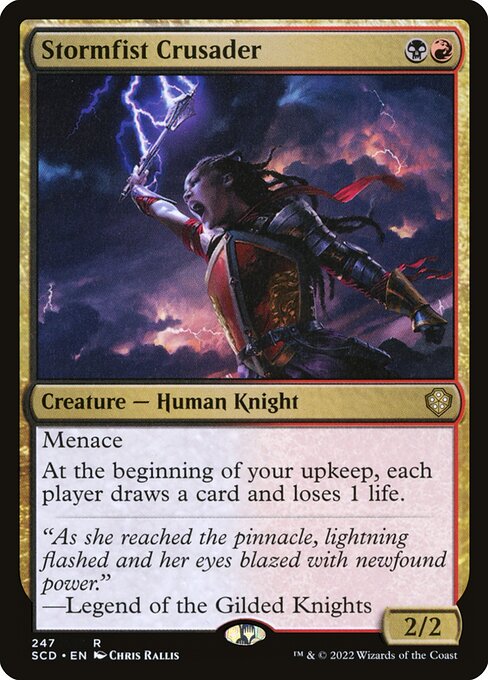 Stormfist Crusader
Creature — Human Knight
Menace
At the beginning of your upkeep, each
player draws a card and loses 1 life.
“As she reached the pinnacle, lightning
flashed and her eyes blazed with newfound
power.”
—Legend of the Gilded Knights
2/2
247 R
SCD • EN Chris Rallis
™ & © 2022 Wizards of the Coast